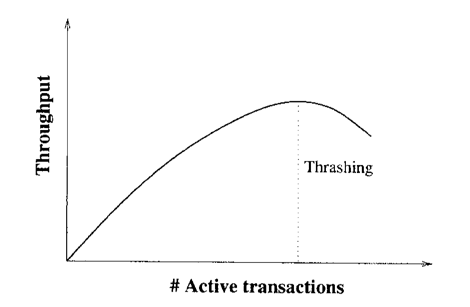 Throughput
Thrashing
# Active transactions